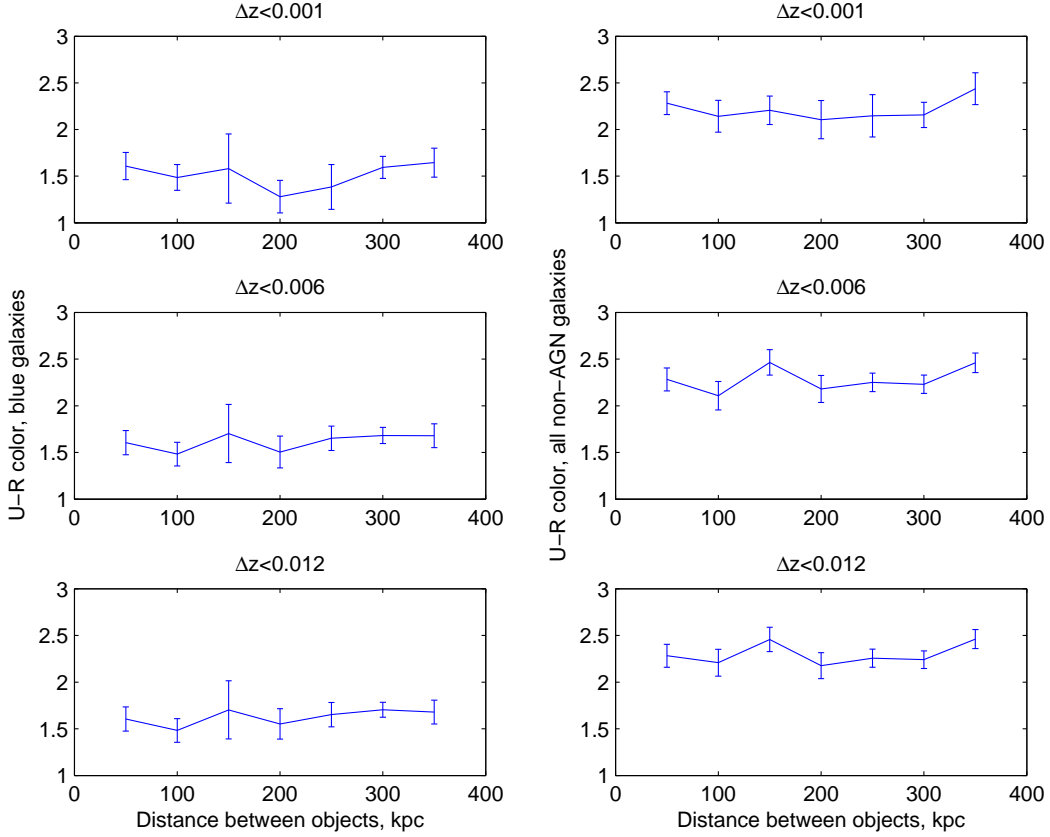 Δz<0.001
3
2.5
2
1.5
1
0 100 200 300 400
Δz<0.001
3
2.5
2
1.5
1
0 100 200 300 400
U−R color, blue galaxies
Δz<0.006
3
2.5
2
1.5
1
0 100 200 300 400
U−R color, all non−AGN galaxies
Δz<0.006
3
2.5
2
1.5
1
0 100 200 300 400
Δz<0.012
3
2.5
2
1.5
1
0 100 200 300 400
Distance between objects, kpc
Δz<0.012
3
2.5
2
1.5
1
0 100 200 300 400
Distance between objects, kpc